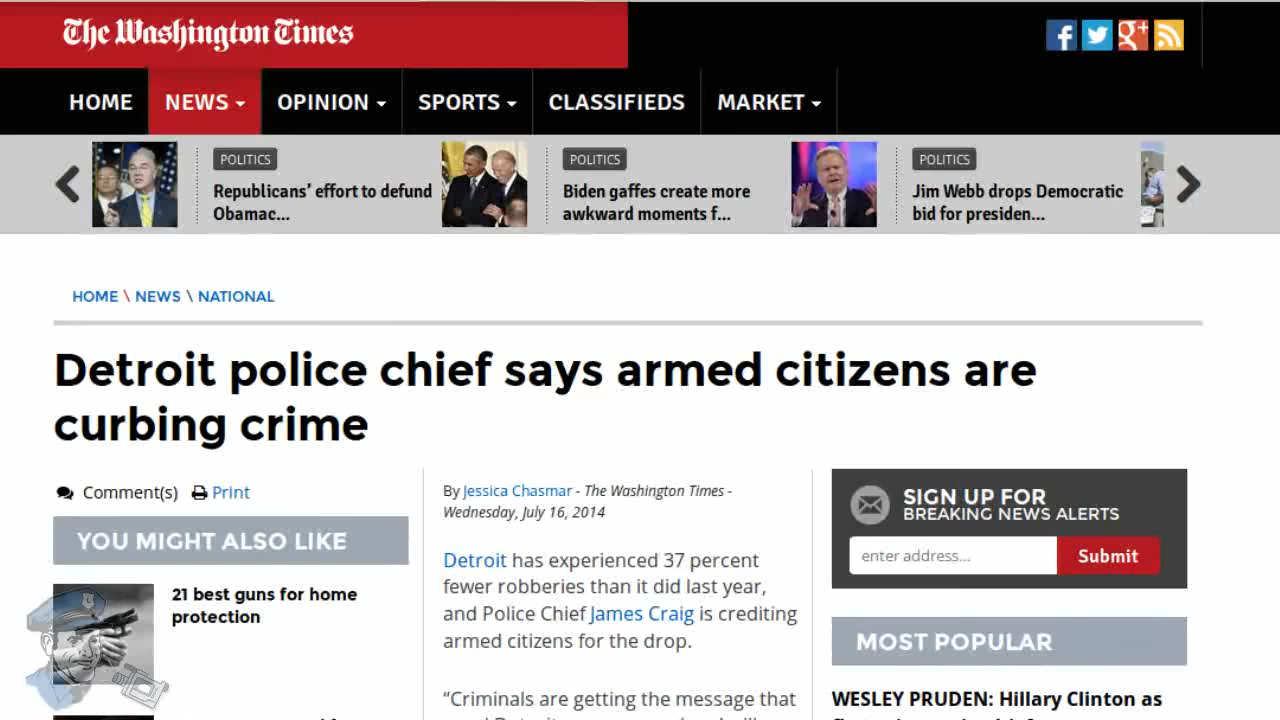 The Washington Times
HOME NEWS OPINION SPORTS CLASSIFIEDS MARKET
POLITICS
Republicans’ effort to defund
Obamac...
POLITICS
Biden gaffes create more
awkward moments f...
POLITICS
Jim Webb drops Democratic
bid for presiden...
HOME \ NEWS \ NATIONAL
Detroit police chief says armed citizens are
curbing crime
Comment(s) Print
YOU MIGHT ALSO LIKE
21 best guns for home
protection
By Jessica Chasmar - The Washington Times -
Wednesday, July 16, 2014
Detroit has experienced 37 percent
fewer robberies than it did last year,
and Police Chief James Craig is crediting
armed citizens for the drop.
“Criminals are getting the message that
SIGN UP FOR
BREAKING NEWS ALERTS
enter address... Submit
MOST POPULAR
WESLEY PRUDEN: Hillary Clinton as